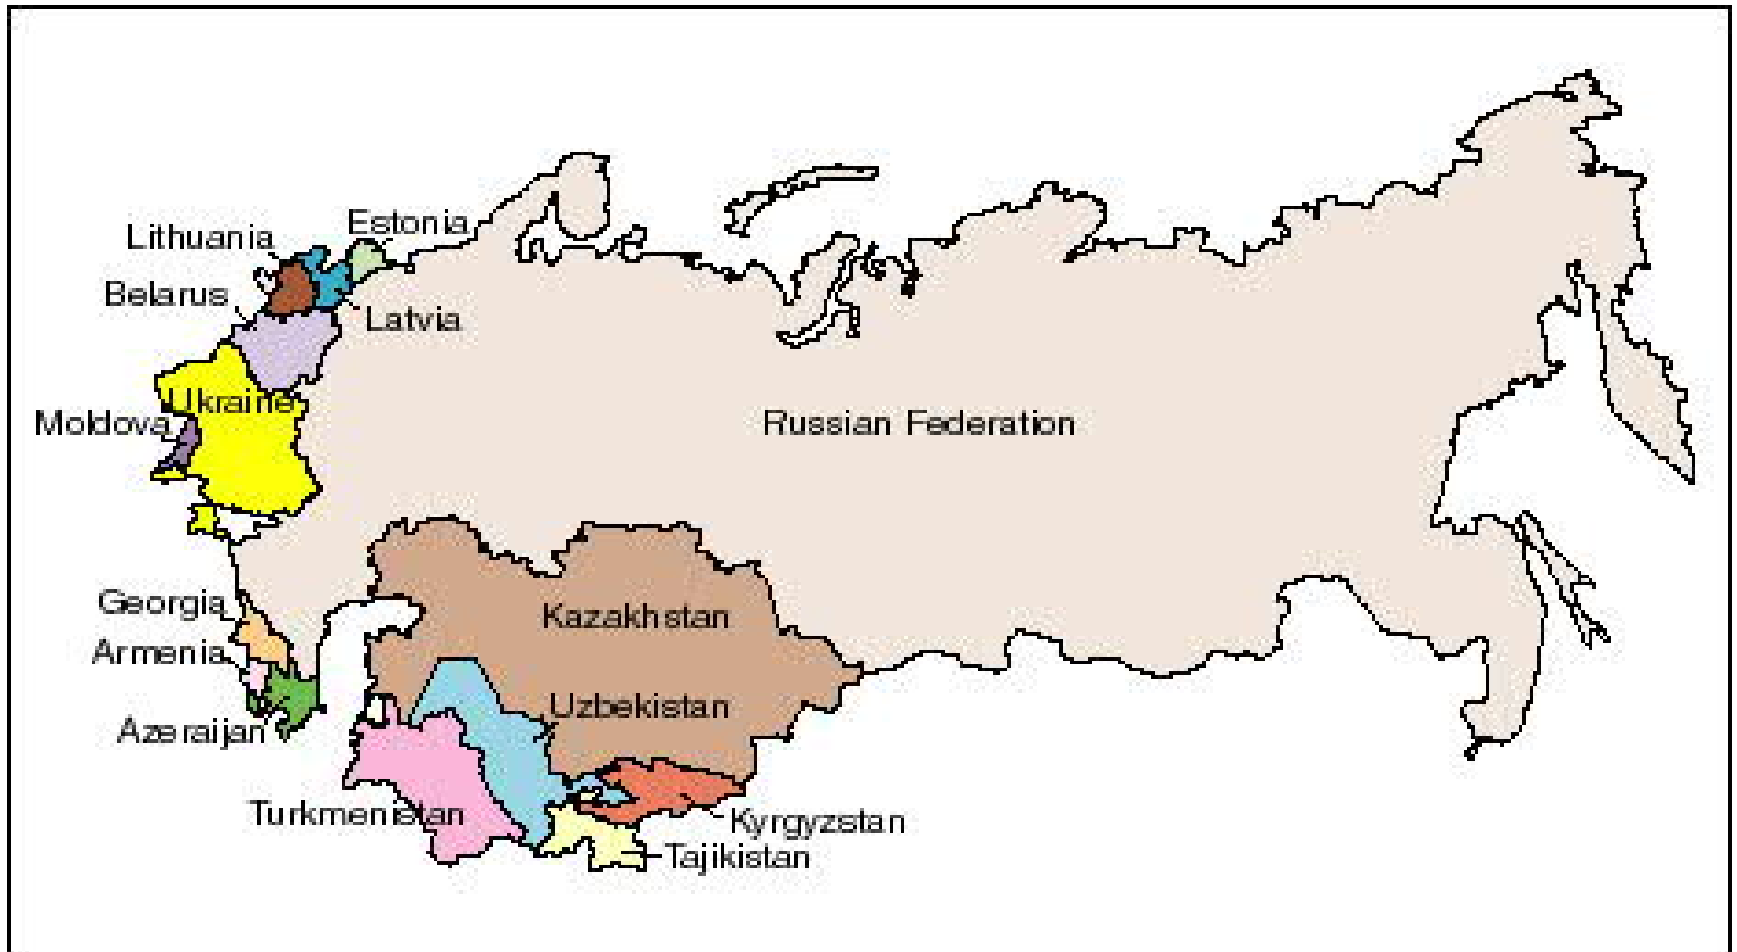 Estonia
Lithuania
Belarus
Latvia
Ukraine
Moldova
Russian Federation
Georgia
Kazakhstan
Armenia
Uzbekistan
Azeraijan
Turkmenistan
Kyrgyzstan
Tajikistan